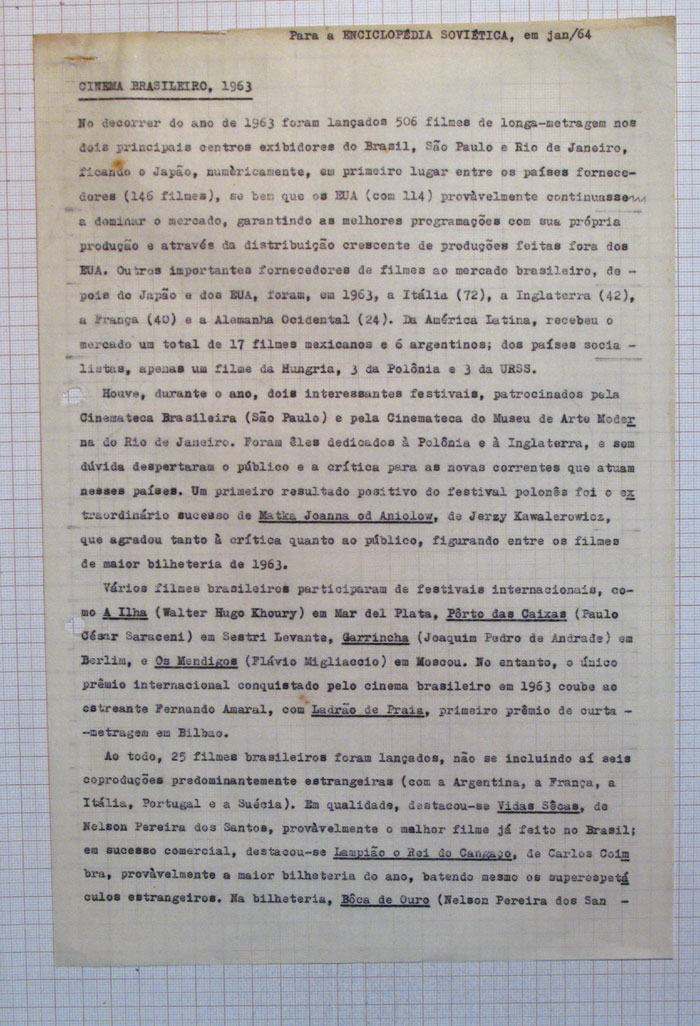 Para a ENCICLOPÉDIA SOVIÉTICA, em jan/64
CINEMA BRASILEIRO, 1963
No decorrer do ano de 1963 foram lançados 506 filmes de longa-metragem nos
dois principais centros exibidores do Brasil, São Paulo e Rio de Janeiro,
ficando o Japão, numèricamente, em primeiro lugar entre os países fornece-
dores (146 filmes), se bem que os EUA (com 114) provàvelmente continuassem
a dominar o mercado, garantindo as melhores programações com sua própria
produção e através da distribuição crescente de produções feitas fora dos
EUA. Outros importantes fornecedores de filmes ao mercado brasileiro, de -
pois do Japão e dos EUA, foram, em 1963, a Itália (72), a Inglaterra (42),
a França (40) e a Alemanha Ocidental (24). Da América Latina, recebeu o
mercado um total de 17 filmes mexicanos e 6 argentinos; dos países socia -
listas, apenas um filme da Hungria, 3 da Polônia e 3 da URSS.
Houve, durante o ano, dois interessantes festivais, patrocinados pela
Cinemateca Brasileira (São Paulo) e pela Cinemateca do Museu de Arte Moder
na do Rio de Janeiro. Foram êles dedicados à Polônia e à Inglaterra, e sem
dúvida despertaram o público e a crítica para as novas correntes que atuam
nesses países. Um primeiro resultado positivo do festival polonês foi o ex
traordinário sucesso de Matka Joanna od Aniolow, de Jerzy Kawalerowicz,
que agradou tanto à crítica quanto ao público, figurando entre os filmes
de maior bilheteria de 1963.
Vários filmes brasileiros participaram de festivais internacionais, co-
mo A Ilha (Walter Hugo Khoury) em Mar del Plata, Pôrto das Caixas (Paulo
César Saraceni) em Sestri Levante, Garrincha (Joaquim Pedro de Andrade) em
Berlim, e Os Mendigos (Flávio Migliaccio) em Moscou. No entanto, o único
prêmio internacional conquistado pelo cinema brasileiro em 1963 coube ao
estreante Fernando Amaral, com Ladrão de Praia, primeiro prêmio de curta -
-metragem em Bilbao.
Ao todo, 25 filmes brasileiros foram lançados, não se incluindo aí seis
coproduções predominantemente estrangeiras (com a Argentina, a França, a
Itália, Portugal e a Suécia). Em qualidade, destacou-se Vidas Sêcas, de
Nelson Pereira dos Santos, provàvelmente o melhor filme já feito no Brasil;
em sucesso comercial, destacou-se Lampião o Rei do Cangaço, de Carlos Coim
bra, provàvelmente a maior bilheteria do ano, batendo mesmo os superespetá
culos estrangeiros. Na bilheteria, Bôca de Ouro (Nelson Pereira dos San -